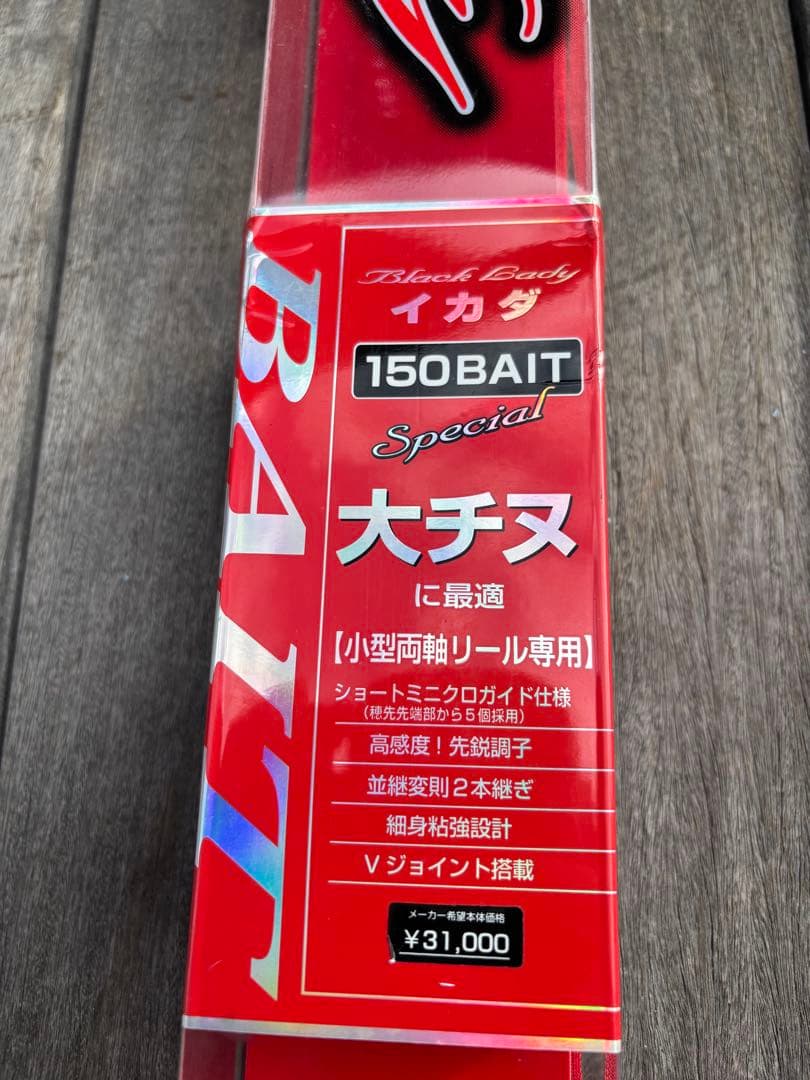 BAIT
Black Lady
イカダ
150BAIT
Special
大チヌ
に最適
【小型両軸リール専用】
ショートミニクロガイド仕様
(穂先先端部から5個採用)
高感度!先鋭調子
並継変則2本継ぎ
細身粘強設計
Vジョイント搭載
メーカー希望本体価格
¥31,000